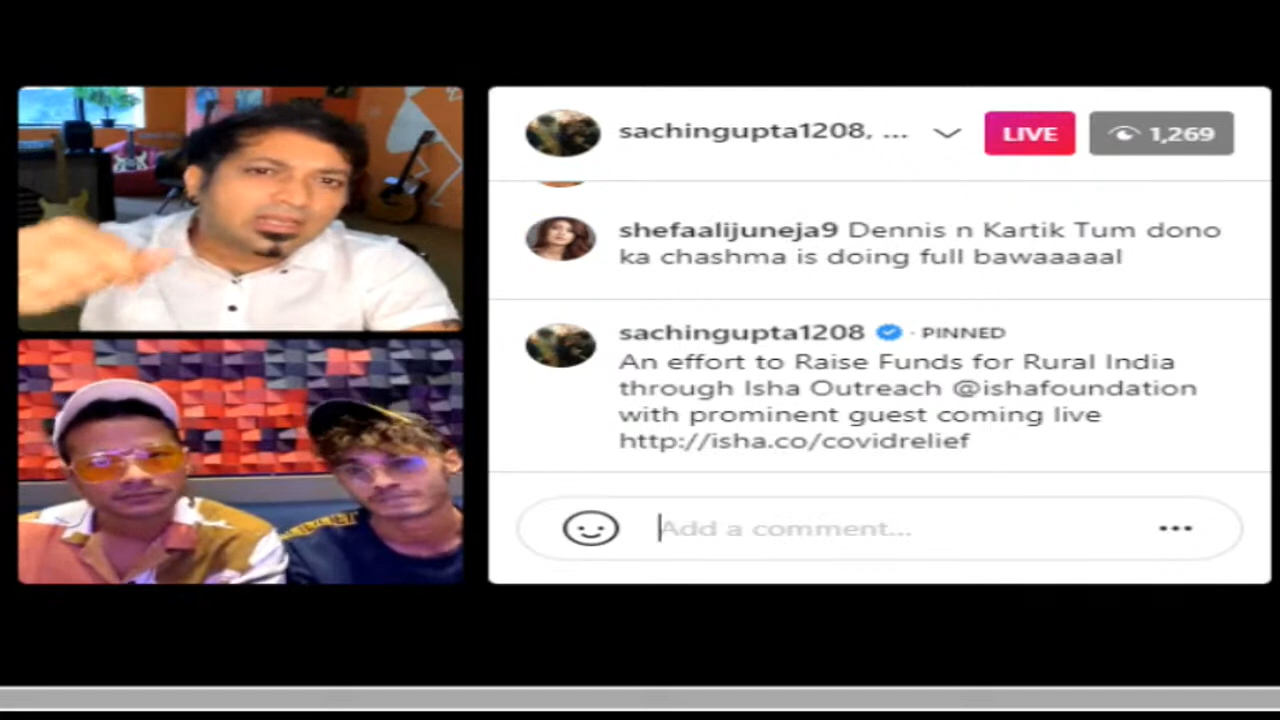 sachingupta1208, ...
LIVE
1,269
shefaalijuneja9 Dennis n Kartik Tum dono
ka chashma is doing full bawaaaaal
sachingupta1208 · PINNED
An effort to Raise Funds for Rural India
through Isha Outreach @ishafoundation
with prominent guest coming live
http://isha.co/covidrelief
Add a comment...